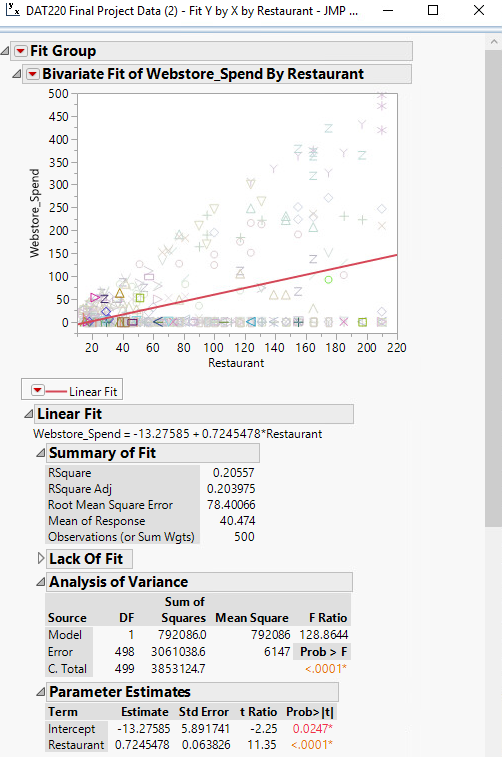 DAT220 Final Project Data (2) - Fit Y by X by Restaurant - JMP ...
Fit Group
Bivariate Fit of Webstore_Spend By Restaurant
500
450
400
350
300
250
200
150
100
50
0
Webstore_Spend
20 40 60 80 100 120 140 160 180 200 220
Restaurant
Linear Fit
Linear Fit
Webstore_Spend = -13.27585 + 0.7245478*Restaurant
Summary of Fit
RSquare 0.20557
RSquare Adj 0.203975
Root Mean Square Error 78.40066
Mean of Response 40.474
Observations (or Sum Wgts) 500
Lack Of Fit
Analysis of Variance
Source DF Sum of Squares Mean Square F Ratio
Model 1 792086.0 792086 128.8644
Error 498 3061038.6 6147 Prob > F
C. Total 499 3853124.7 <.0001*
Parameter Estimates
Term Estimate Std Error t Ratio Prob>|t|
Intercept -13.27585 5.891741 -2.25 0.0247*
Restaurant 0.7245478 0.063826 11.35 <.0001*